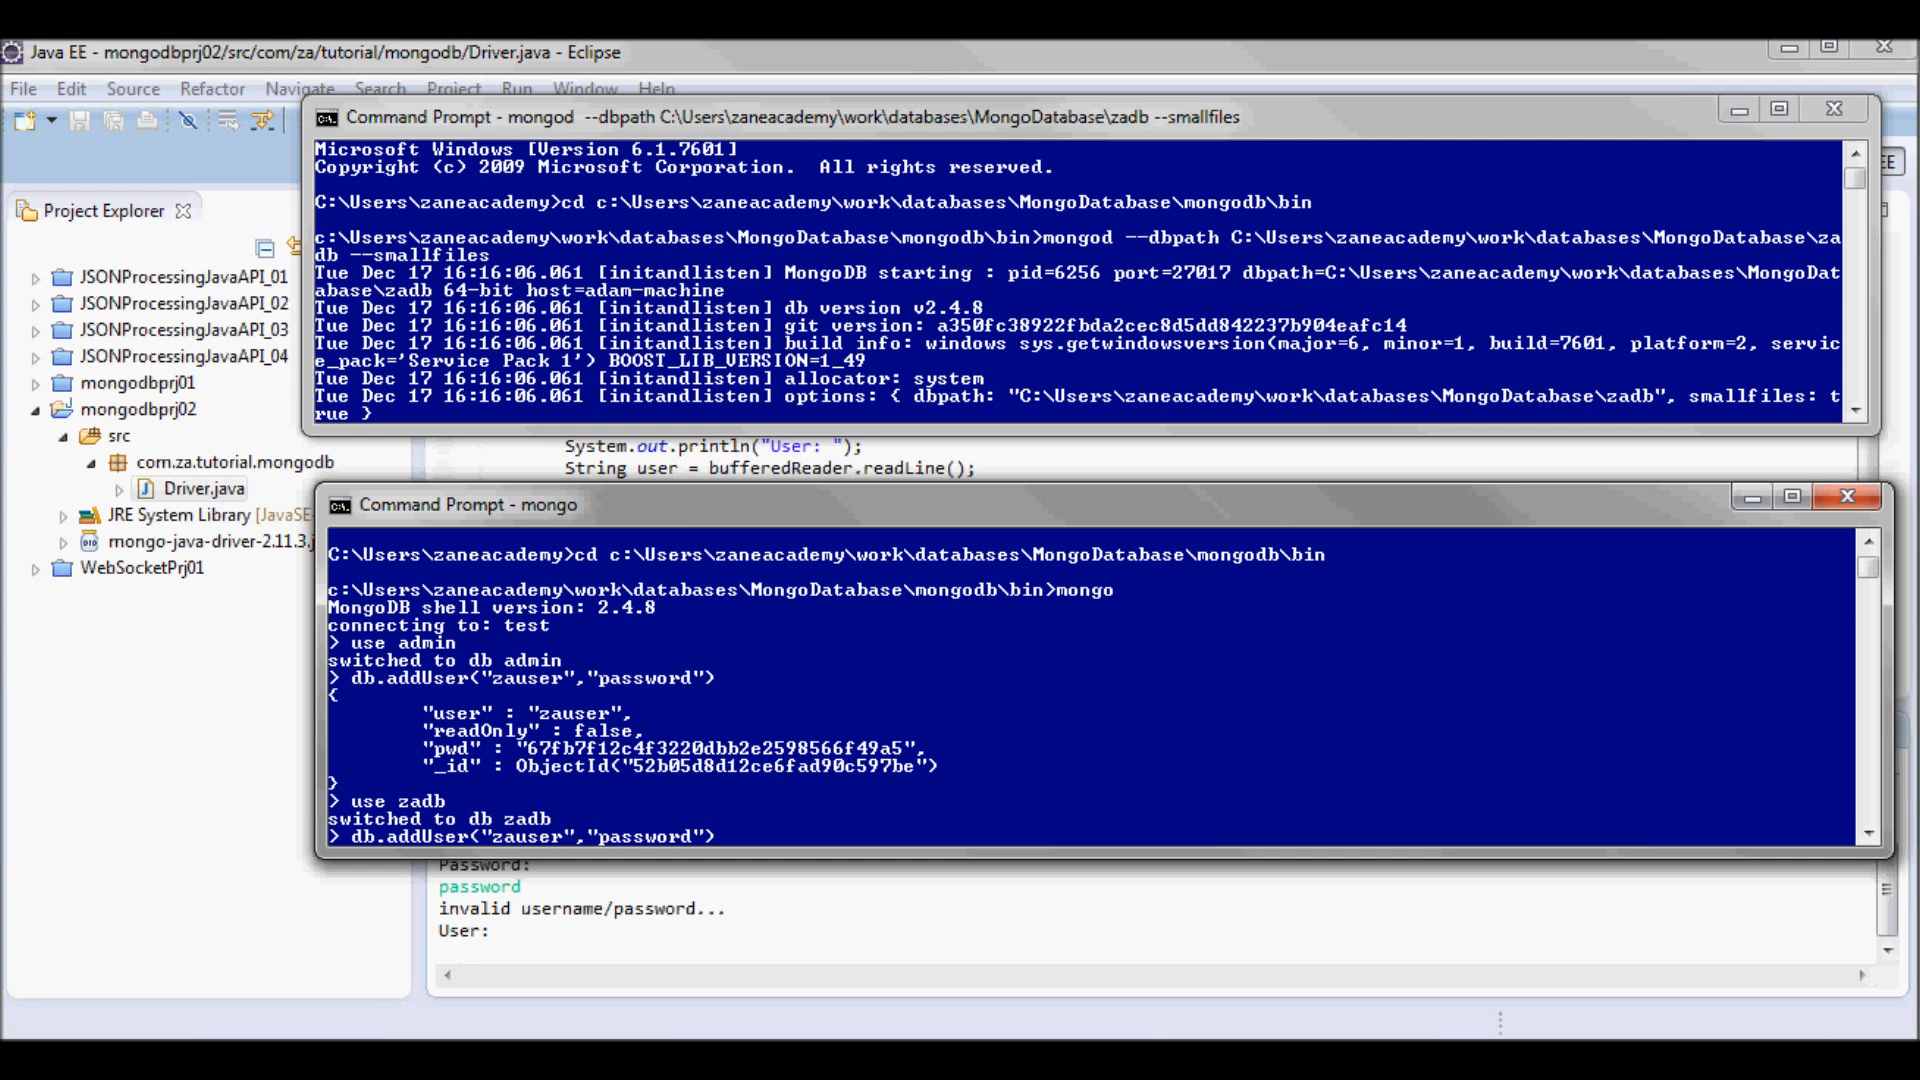 Java EE - mongodbprj02/src/com/za/tutorial/mongodb/Driver.java - Eclipse
File Edit Source Refactor Navigate Search Project Run Window Help
Command Prompt - mongod --dbpath C:\Users\zaneacademy\work\databases\MongoDatabase\zadb --smallfiles
Microsoft Windows [Version 6.1.7601]
Copyright (c) 2009 Microsoft Corporation. All rights reserved.
C:\Users\zaneacademy>cd c:\Users\zaneacademy\work\databases\MongoDatabase\mongodb\bin
c:\Users\zaneacademy\work\databases\MongoDatabase\mongodb\bin>mongod --dbpath C:\Users\zaneacademy\work\databases\MongoDatabase\za
db --smallfiles
Tue Dec 17 16:16:06.061 [initandlisten] MongoDB starting : pid=6256 port=27017 dbpath=C:\Users\zaneacademy\work\databases\MongoDat
abase\zadb 64-bit host=adam-machine
Tue Dec 17 16:16:06.061 [initandlisten] db version v2.4.8
Tue Dec 17 16:16:06.061 [initandlisten] git version: a350fc38922fbda2cec8d5dd842237b904eafc14
Tue Dec 17 16:16:06.061 [initandlisten] build info: windows sys.getwindowsversion(major=6, minor=1, build=7601, platform=2, servic
e_pack='Service Pack 1') BOOST_LIB_VERSION=1_49
Tue Dec 17 16:16:06.061 [initandlisten] allocator: system
Tue Dec 17 16:16:06.061 [initandlisten] options: { dbpath: "C:\Users\zaneacademy\work\databases\MongoDatabase\zadb", smallfiles: t
rue }
EE
Project Explorer
JSONProcessingJavaAPI_01
JSONProcessingJavaAPI_02
JSONProcessingJavaAPI_03
JSONProcessingJavaAPI_04
mongodbprj01
mongodbprj02
src
com.za.tutorial.mongodb
Driver.java
JRE System Library [JavaSE-
mongo-java-driver-2.11.3.j
WebSocketPrj01
System.out.println("User: ");
String user = bufferedReader.readLine();
Command Prompt - mongo
C:\Users\zaneacademy>cd c:\Users\zaneacademy\work\databases\MongoDatabase\mongodb\bin
c:\Users\zaneacademy\work\databases\MongoDatabase\mongodb\bin>mongo
MongoDB shell version: 2.4.8
connecting to: test
> use admin
switched to db admin
> db.addUser("zauser","password")
{
"user" : "zauser",
"readOnly" : false,
"pwd" : "67fb7f12c4f3220dbb2e2598566f49a5",
"_id" : ObjectId("52b05d8d12ce6fad90c597be")
}
> use zadb
switched to db zadb
> db.addUser("zauser","password")
Password:
password
invalid username/password...
User: